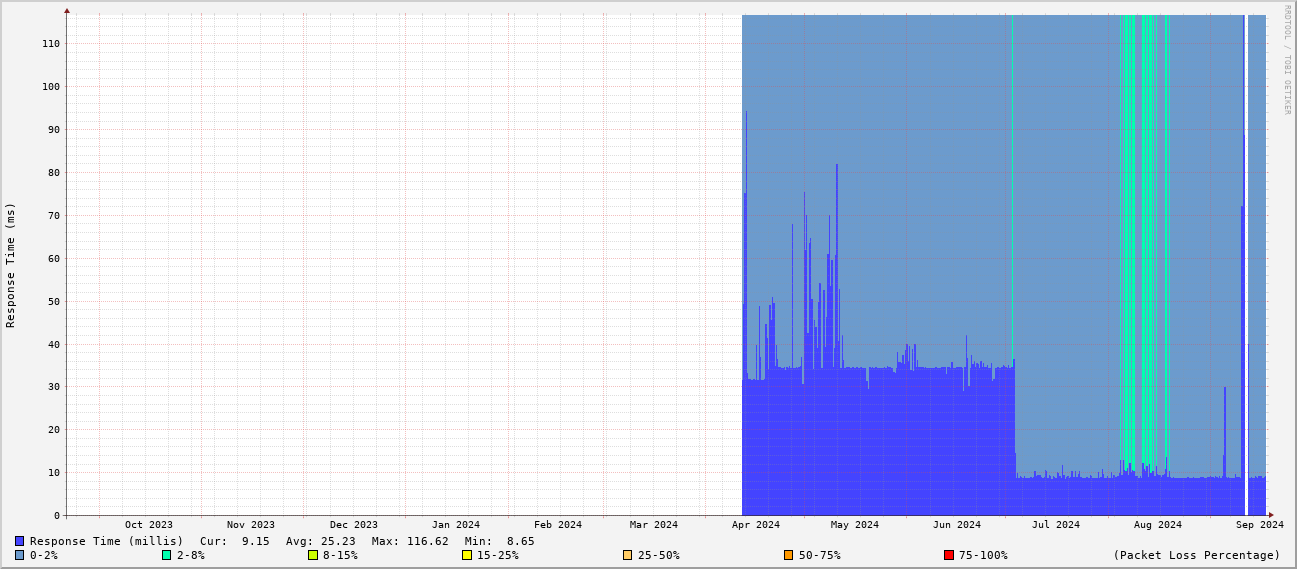 RRDTOOL / TOBI OETIKER
Response Time (ms)
110
100
90
80
70
60
50
40
30
20
10
0
Oct 2023 Nov 2023 Dec 2023 Jan 2024 Feb 2024 Mar 2024 Apr 2024 May 2024 Jun 2024 Jul 2024 Aug 2024 Sep 2024
Response Time (millis) Cur: 9.15 Avg: 25.23 Max: 116.62 Min: 8.65
0-2% 2-8% 8-15% 15-25% 25-50% 50-75% 75-100% (Packet Loss Percentage)